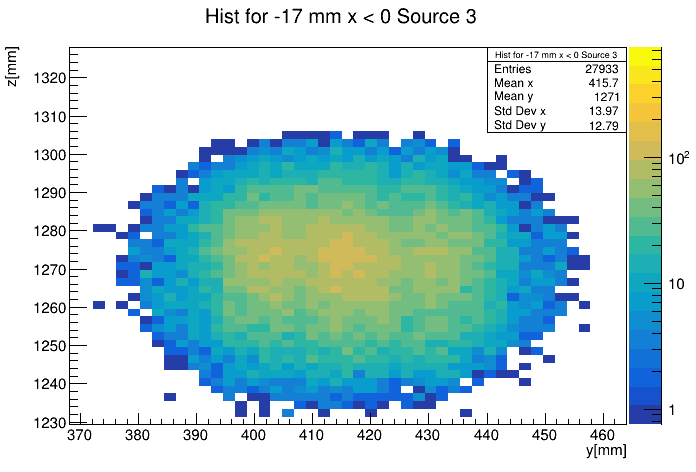 Hist for -17 mm x < 0 Source 3
z[mm]
Hist for -17 mm x < 0 Source 3
Entries 27933
Mean x 415.7
Mean y 1271
Std Dev x 13.97
Std Dev y 12.79
1320
1310
1300
1290
1280
1270
1260
1250
1240
1230
10²
10
1
370 380 390 400 410 420 430 440 450 460
y[mm]